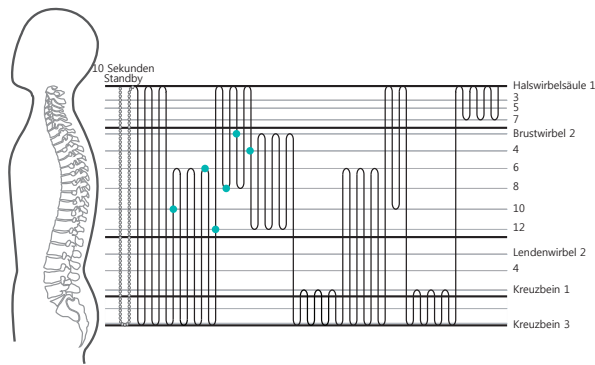 10 Sekunden
Standby
Halswirbelsäule 1
3
5
7
Brustwirbel 2
4
6
8
10
12
Lendenwirbel 2
4
Kreuzbein 1
Kreuzbein 3